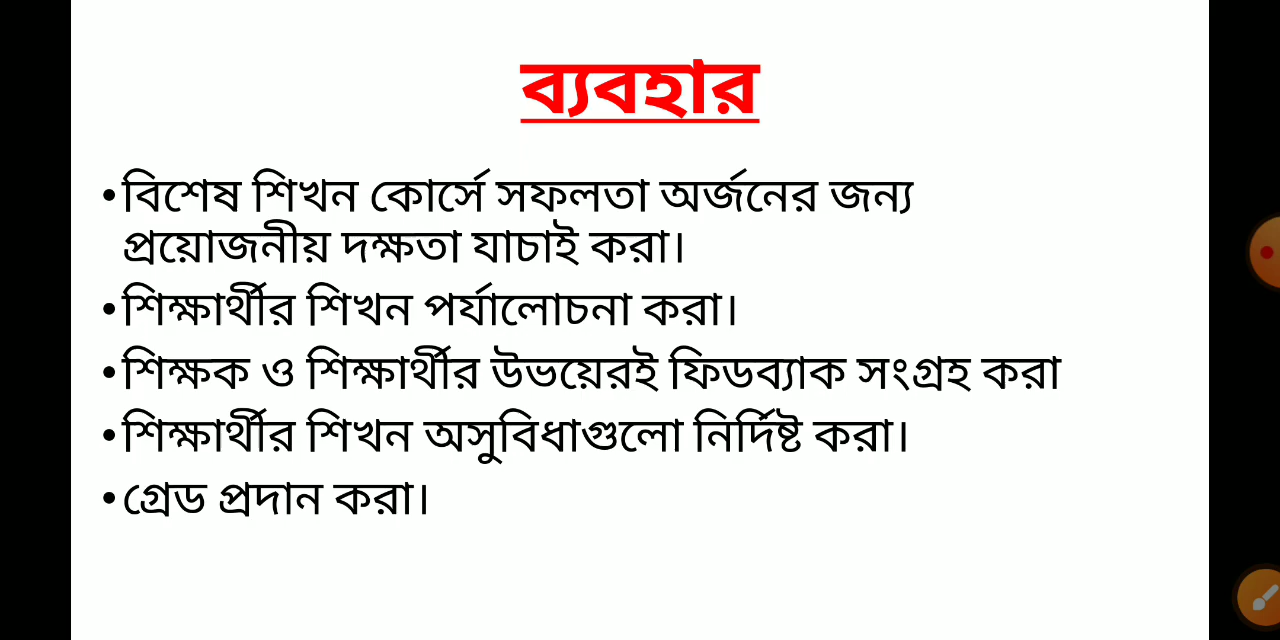 ব্যবহার
•বিশেষ শিখন কোর্সে সফলতা অর্জনের জন্য
প্রয়োজনীয় দক্ষতা যাচাই করা।
•শিক্ষার্থীর শিখন পর্যালোচনা করা।
•শিক্ষক ও শিক্ষার্থীর উভয়েরই ফিডব্যাক সংগ্রহ করা
•শিক্ষার্থীর শিখন অসুবিধাগুলো নির্দিষ্ট করা।
•গ্রেড প্রদান করা।